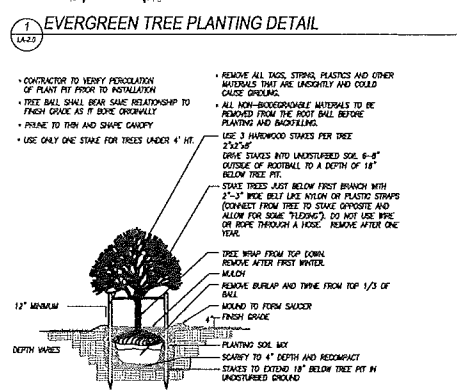 1
LA-2.0
EVERGREEN TREE PLANTING DETAIL
• CONTRACTOR TO VERIFY PERCOLATION
OF PLANT PIT PRIOR TO INSTALLATION
• TREE BALL SHALL BEAR SAME RELATIONSHIP TO
FINISH GRADE AS IT BORE ORIGINALLY
• PRUNE TO THIN AND SHAPE CANOPY
• USE ONLY ONE STAKE FOR TREES UNDER 4' HT.
• REMOVE ALL TAGS, STRING, PLASTICS AND OTHER
MATERIALS THAT ARE UNSIGHTLY AND COULD
CAUSE GIRDLING.
• ALL NON-BIODEGRADABLE MATERIALS TO BE
REMOVED FROM THE ROOT BALL BEFORE
PLANTING AND BACKFILLING.
USE 3 HARDWOOD STAKES PER TREE
2"x2"x8'
DRIVE STAKES INTO UNDISTURBED SOIL 6-8"
OUTSIDE OF ROOTBALL TO A DEPTH OF 18"
BELOW TREE PIT.
STAKE TREES JUST BELOW FIRST BRANCH WITH
2"-3" WIDE BELT LIKE NYLON OR PLASTIC STRAPS
(CONNECT FROM TREE TO STAKE OPPOSITE AND
ALLOW FOR SOME "FLEXING"). DO NOT USE WIRE
OR ROPE THROUGH A HOSE. REMOVE AFTER ONE
YEAR.
TREE WRAP FROM TOP DOWN.
REMOVE AFTER FIRST WINTER.
MULCH
REMOVE BURLAP AND TWINE FROM TOP 1/3 OF
BALL
12" MINIMUM
MOUND TO FORM SAUCER
4"
FINISH GRADE
DEPTH VARIES
PLANTING SOIL MIX
SCARIFY TO 4" DEPTH AND RECOMPACT
STAKES TO EXTEND 18" BELOW TREE PIT IN
UNDISTURBED GROUND